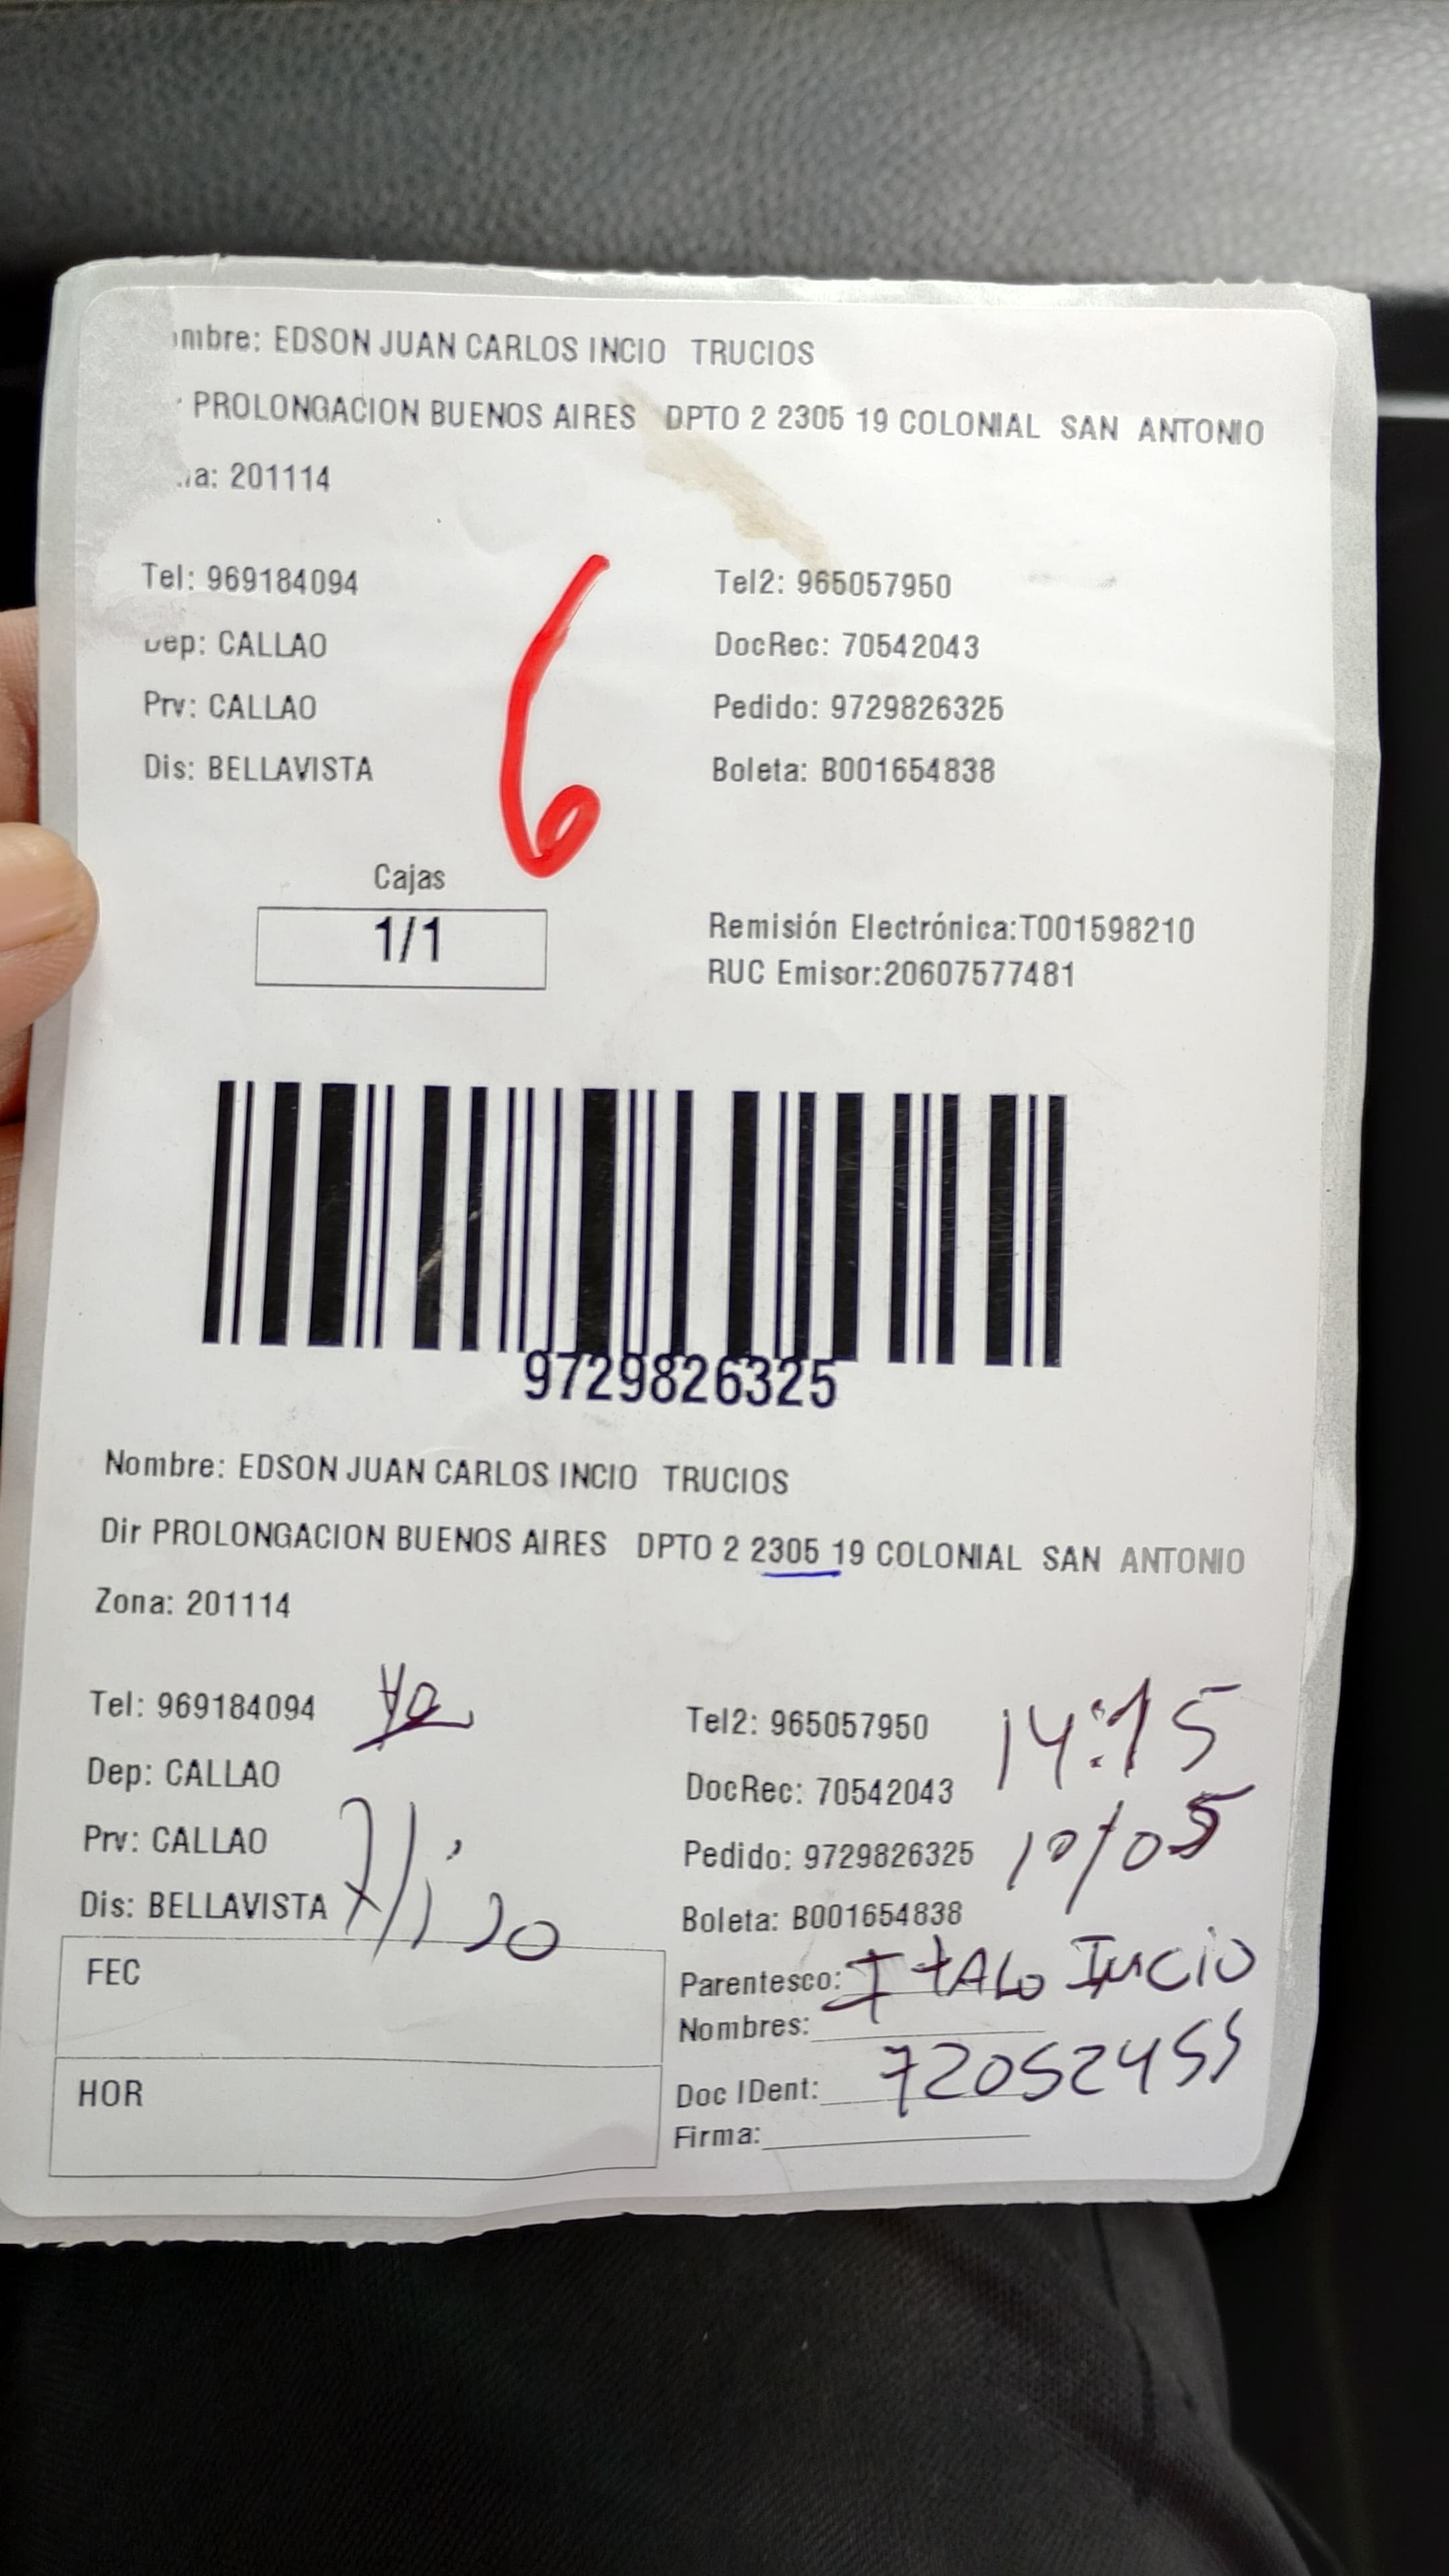 ombre: EDSON JUAN CARLOS INCIO TRUCIOS
PROLONGACION BUENOS AIRES DPTO 2 2305 19 COLONIAL SAN ANTONIO
a: 201114
Tel: 969184094
Tel2: 965057950
Dep: CALLAO
DocRec: 70542043
Prv: CALLAO
Pedido: 9729826325
Dis: BELLAVISTA
Boleta: B001654838
6
Cajas
1/1
Remisión Electrónica:T001598210
RUC Emisor:20607577481
9729826325
Nombre: EDSON JUAN CARLOS INCIO TRUCIOS
Dir PROLONGACION BUENOS AIRES DPTO 2 2305 19 COLONIAL SAN ANTONIO
Zona: 201114
Tel: 969184094
Tel2: 965057950
14:15
Dep: CALLAO
DocRec: 70542043
Prv: CALLAO
Pedido: 9729826325
10/05
Dis: BELLAVISTA
Boleta: B001654838
FEC
Parentesco: ITALO INCIO
Nombres:
HOR
Doc IDent: 72052455
Firma: